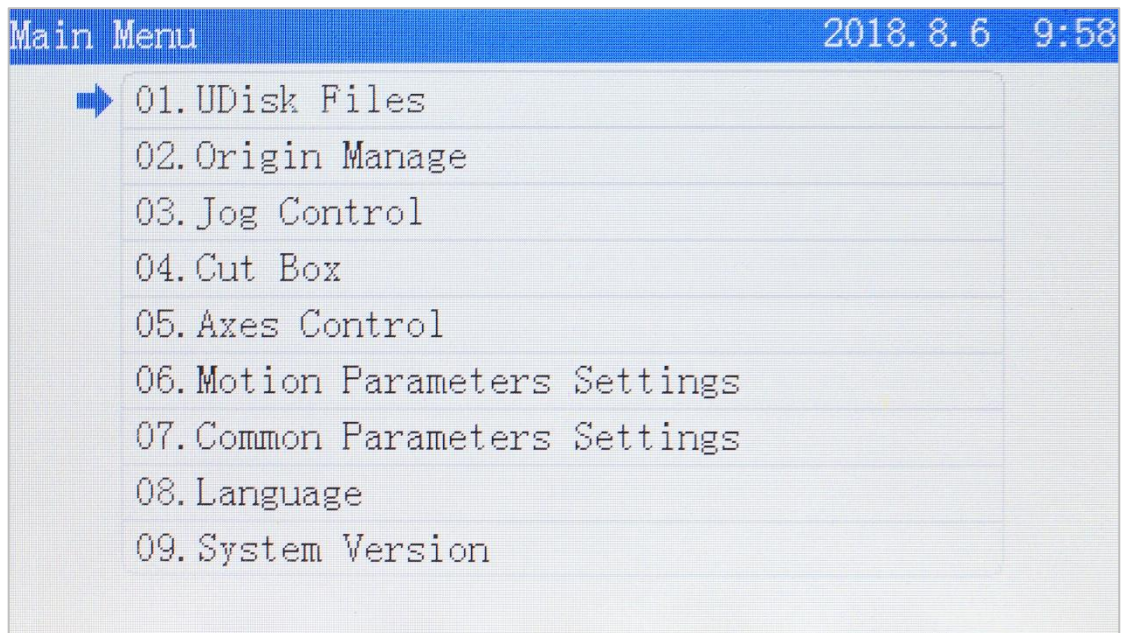 Main Menu 2018. 8. 6 9:58
01. UDisk Files
02. Origin Manage
03. Jog Control
04. Cut Box
05. Axes Control
06. Motion Parameters Settings
07. Common Parameters Settings
08. Language
09. System Version